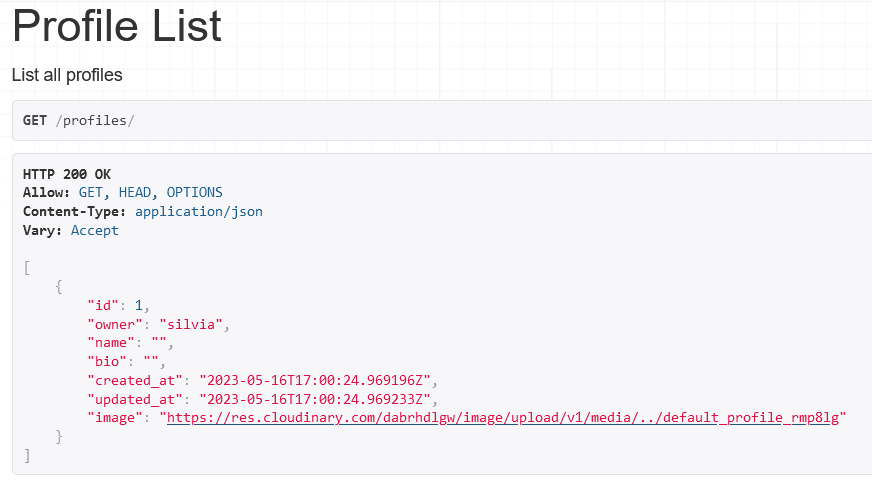 Profile List
List all profiles
GET /profiles/
HTTP 200 OK
Allow: GET, HEAD, OPTIONS
Content-Type: application/json
Vary: Accept
[
    {
        "id": 1,
        "owner": "silvia",
        "name": "",
        "bio": "",
        "created_at": "2023-05-16T17:00:24.969196Z",
        "updated_at": "2023-05-16T17:00:24.969233Z",
        "image": "https://res.cloudinary.com/dabrhdlgw/image/upload/v1/media/../default_profile_rmp8lg"
    }
]